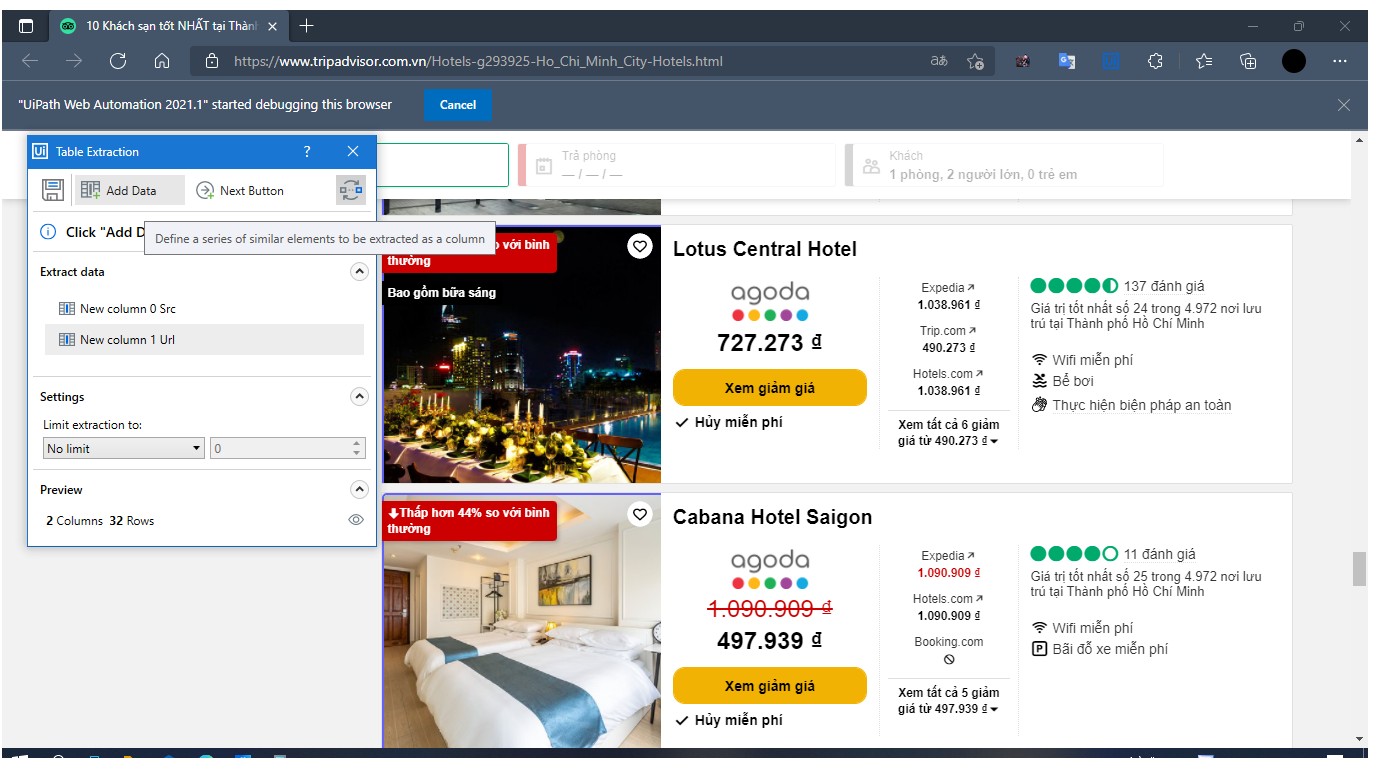 10 Khách sạn tốt NHẤT tại Thành
https://www.tripadvisor.com.vn/Hotels-g293925-Ho_Chi_Minh_City-Hotels.html
"UiPath Web Automation 2021.1" started debugging this browser
Cancel
Table Extraction
?
Add Data
Next Button
Click "Add D
Define a series of similar elements to be extracted as a column
Extract data
New column 0 Src
New column 1 Url
Settings
Limit extraction to:
No limit
0
Preview
2 Columns 32 Rows
Trả phòng
— / — / —
Khách
1 phòng, 2 người lớn, 0 trẻ em
o với bình
thường
Bao gồm bữa sáng
Lotus Central Hotel
agoda
727.273 ₫
Xem giảm giá
Hủy miễn phí
Expedia
1.038.961 ₫
Trip.com
490.273 ₫
Hotels.com
1.038.961 ₫
Xem tất cả 6 giảm
giá từ 490.273 ₫
137 đánh giá
Giá trị tốt nhất số 24 trong 4.972 nơi lưu
trú tại Thành phố Hồ Chí Minh
Wifi miễn phí
Bể bơi
Thực hiện biện pháp an toàn
Thấp hơn 44% so với bình
thường
Cabana Hotel Saigon
agoda
1.090.909 ₫
497.939 ₫
Xem giảm giá
Hủy miễn phí
Expedia
1.090.909 ₫
Hotels.com
1.090.909 ₫
Booking.com
Xem tất cả 5 giảm
giá từ 497.939 ₫
11 đánh giá
Giá trị tốt nhất số 25 trong 4.972 nơi lưu
trú tại Thành phố Hồ Chí Minh
Wifi miễn phí
Bãi đỗ xe miễn phí